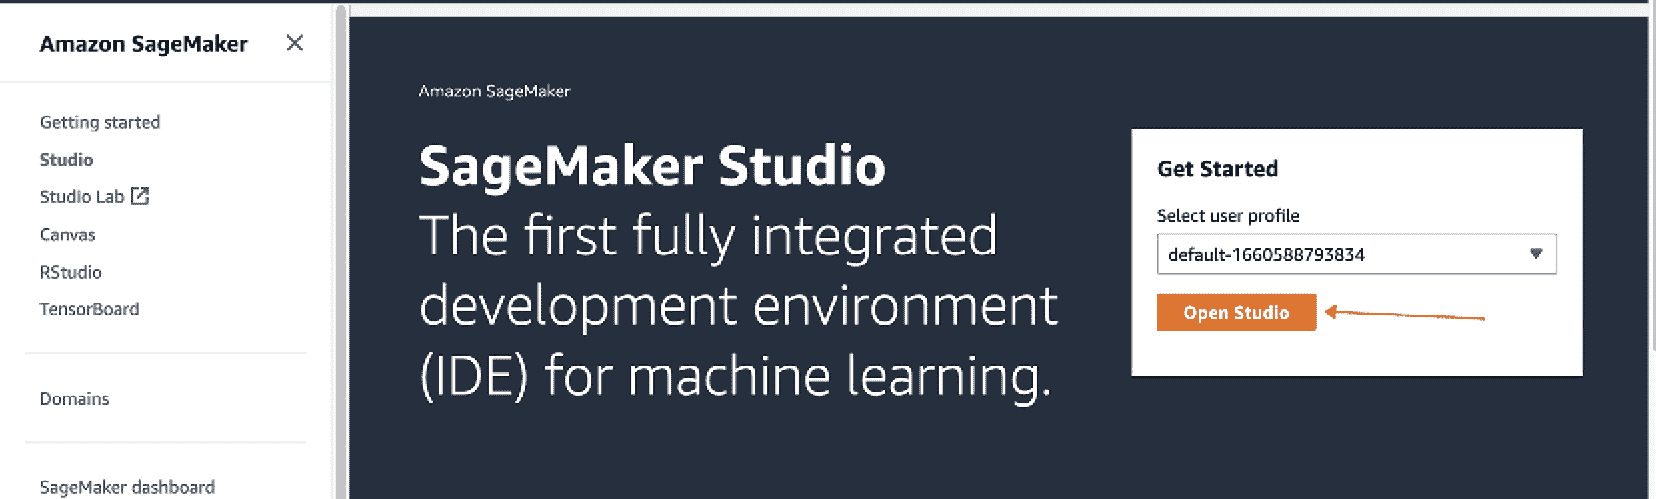 Amazon SageMaker
Getting started
Studio
Studio Lab
Canvas
RStudio
TensorBoard
Domains
SageMaker dashboard
Amazon SageMaker
SageMaker Studio
The first fully integrated
development environment
(IDE) for machine learning.
Get Started
Select user profile
default-1660588793834
Open Studio